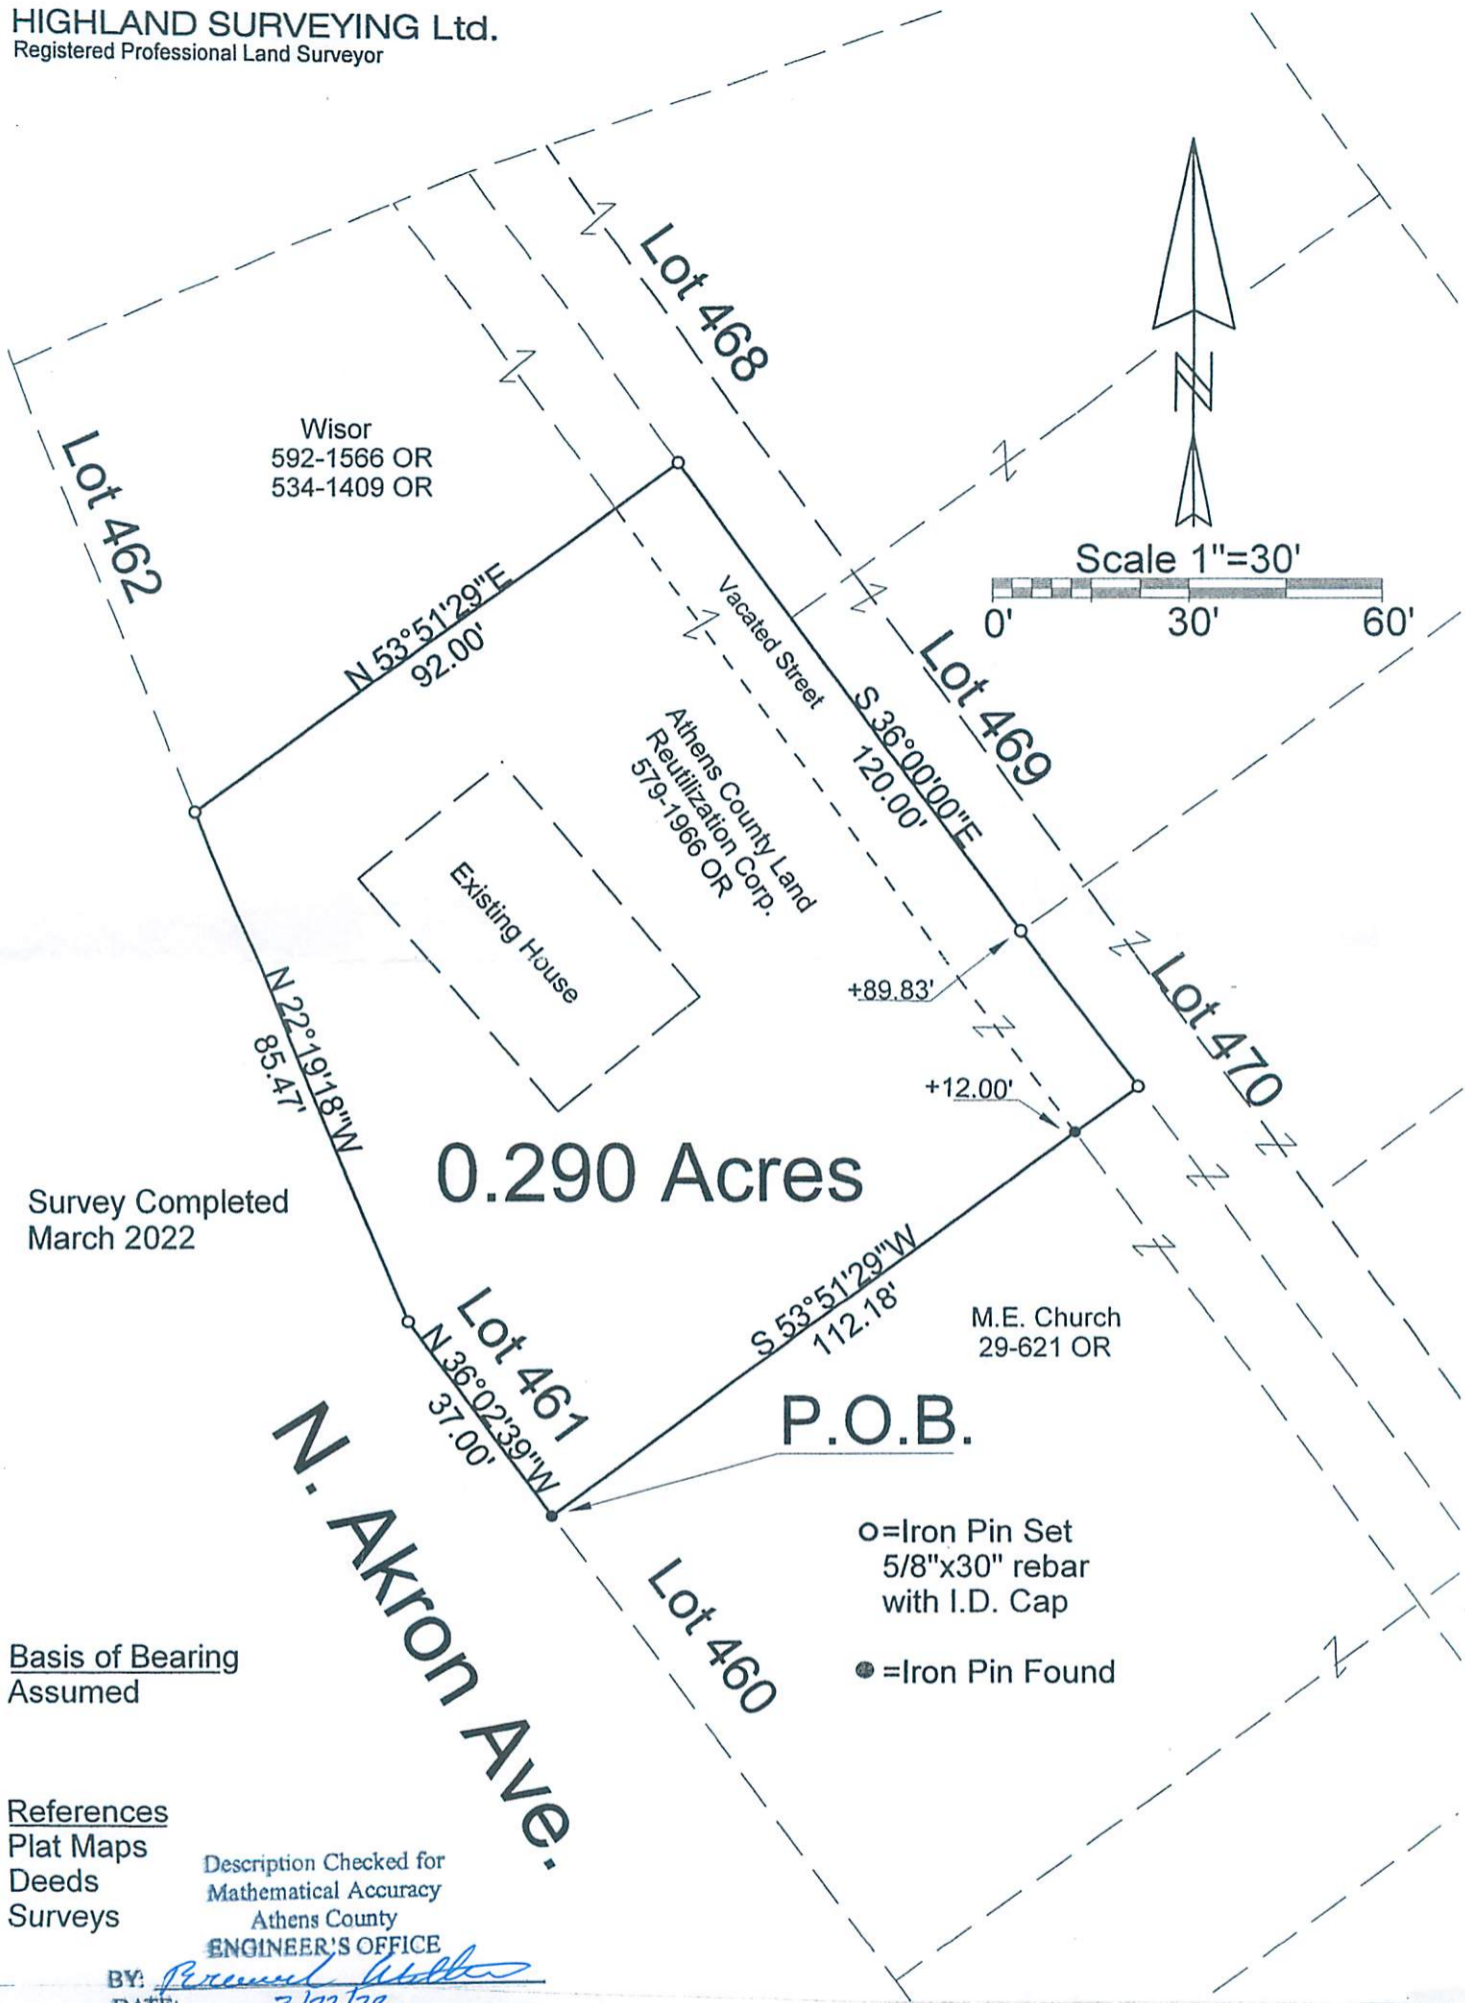 HIGHLAND SURVEYING Ltd.
Registered Professional Land Surveyor
Lot 468
Wisor
592-1566 OR
534-1409 OR
Lot 462
N
Scale 1"=30'
0' 30' 60'
N 53°51'29"E
92.00'
Vacated Street
Lot 469
S 36°00'00"E
120.00'
Athens County Land
Reutilization Corp.
579-1966 OR
Existing House
+89.83'
Lot 470
N 22°19'18"W
85.47'
+12.00'
0.290 Acres
Survey Completed
March 2022
S 53°51'29"W
112.18'
M.E. Church
29-621 OR
Lot 461
N 36°02'39"W
37.00'
P.O.B.
N. Akron Ave.
=Iron Pin Set
5/8"x30" rebar
with I.D. Cap
Lot 460
=Iron Pin Found
Basis of Bearing
Assumed
References
Plat Maps
Deeds
Surveys
Description Checked for
Mathematical Accuracy
Athens County
ENGINEER'S OFFICE
BY:
DATE: